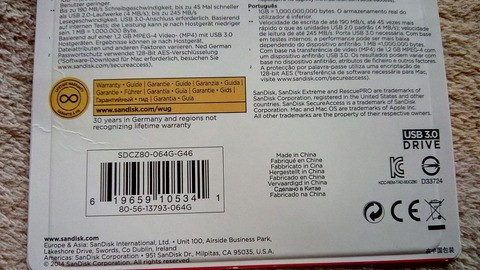 Benutzer geringer.
Bis zu 190 MB/s Schreibgeschwindigkeit, bis zu 45 Mal schneller
als USB 2.0-Laufwerke (4 MB/s); bis zu 245 MB/s
Lesegeschwindigkeit. USB 3.0-Anschluss erforderlich. Basierend
auf internen Tests; die Leistung kann je nach Hostgerät niedriger
sein. 1 MB = 1.000.000 Byte.
Basierend auf einer 1,2 GB MPEG-4 Video-(MP4) mit USB 3.0
Hostgerät. Ergebnisse können je nach Hostgerät,
Dateiattributen und anderen Faktoren variieren.
Passwortschutz verwendet 128-Bit AES-Verschlüsselung
(Software-Download für Mac erforderlich, siehe
www.sandisk.com/secureaccess).
Português
1GB = 1,000,000,000 bytes. O armazenamento real do
utilizador é inferior.
Velocidade de escrita de até 190 MB/s; até 45 vezes mais
rápido do que as unidades USB 2.0 padrão (4 MB/s); velocidade
de leitura de até 245 MB/s. Porta USB 3.0 necessária. Com base
em testes internos; o desempenho pode ser inferior
dependendo do dispositivo anfitrião. 1 MB = 1.000.000 bytes.
Com base na transferência de vídeo (MP4) de 1,2 GB MPEG-4 com
um dispositivo anfitrião USB 3.0. Os resultados podem variar com
base no dispositivo anfitrião, atributos de ficheiro e outros fatores.
A protecção por palavra-passe utiliza uma encriptação de
128-bit AES (transferência de software necessária para Mac,
visite www.sandisk.com/secureaccess).
Warranty · Guide | Garantie · Guide | Garanzia · Guida |
Garantie · Führer | Garantía · Guía | Garantie · Gids |
Гарантийный · гид | Garantia · Guia
www.sandisk.com/wug
30 years in Germany and regions not
recognizing lifetime warranty
SanDisk, SanDisk Extreme and RescuePRO are trademarks of
SanDisk Corporation, registered in the United States and other
countries. SanDisk SecureAccess is a trademark of SanDisk
Corporation. Mac and Mac OS are trademarks of Apple Inc.
All other trademarks are the property of their respective owners.
USB 3.0
DRIVE
SDCZ80-064G-G46
6 19659 10534 1
80-56-13793-064G
Made in China
Fabriqué en China
Fabbricato in Cina
Hergestellt in China
Fabricado en China
Vervaardigd in China
Сделано в Китае
Fabricado na China
D33724
中国印制
www.sandisk.com
Europe & Asia: SanDisk International, Ltd. · Unit 100, Airside Business Park,
Lakeshore Drive, Swords, Co Dublin, Ireland
Americas: SanDisk Corporation · 951 SanDisk Dr., Milpitas, CA 95035, U.S.A.
© 2014 SanDisk Corporation. All rights reserved.